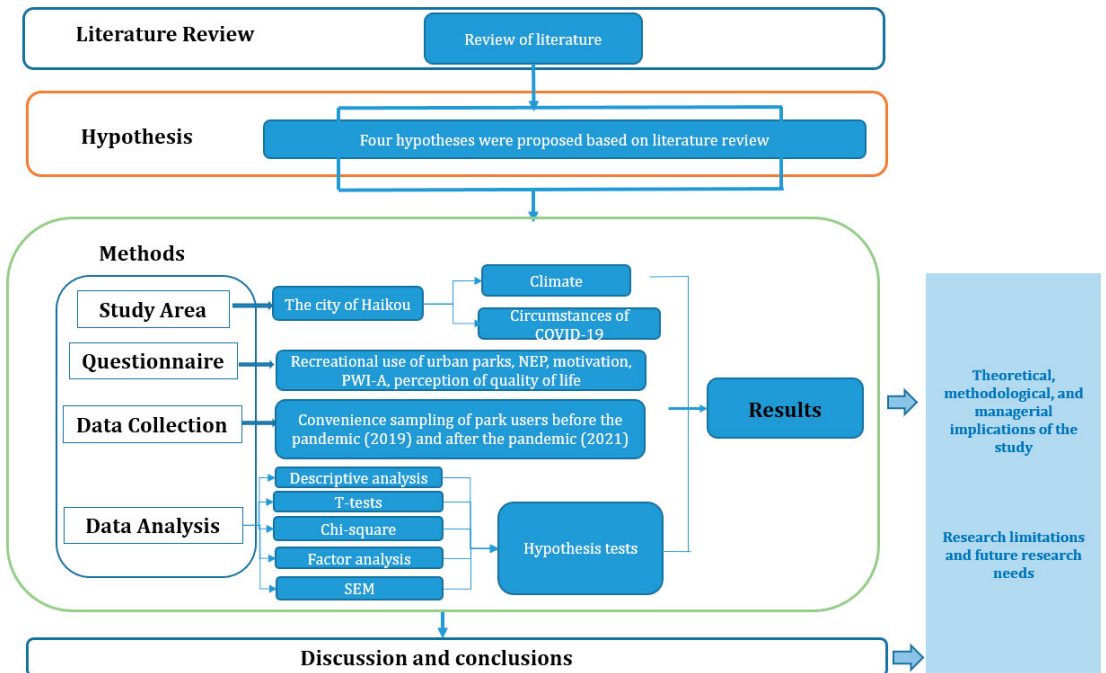 Literature Review
Review of literature
Hypothesis
Four hypotheses were proposed based on literature review
Methods
Study Area
The city of Haikou
Climate
Circumstances of
COVID-19
Questionnaire
Recreational use of urban parks, NEP, motivation,
PWI-A, perception of quality of life
Data Collection
Convenience sampling of park users before the
pandemic (2019) and after the pandemic (2021)
Data Analysis
Descriptive analysis
T-tests
Chi-square
Factor analysis
SEM
Hypothesis tests
Results
Theoretical,
methodological, and
managerial
implications of the
study
Research limitations
and future research
needs
Discussion and conclusions